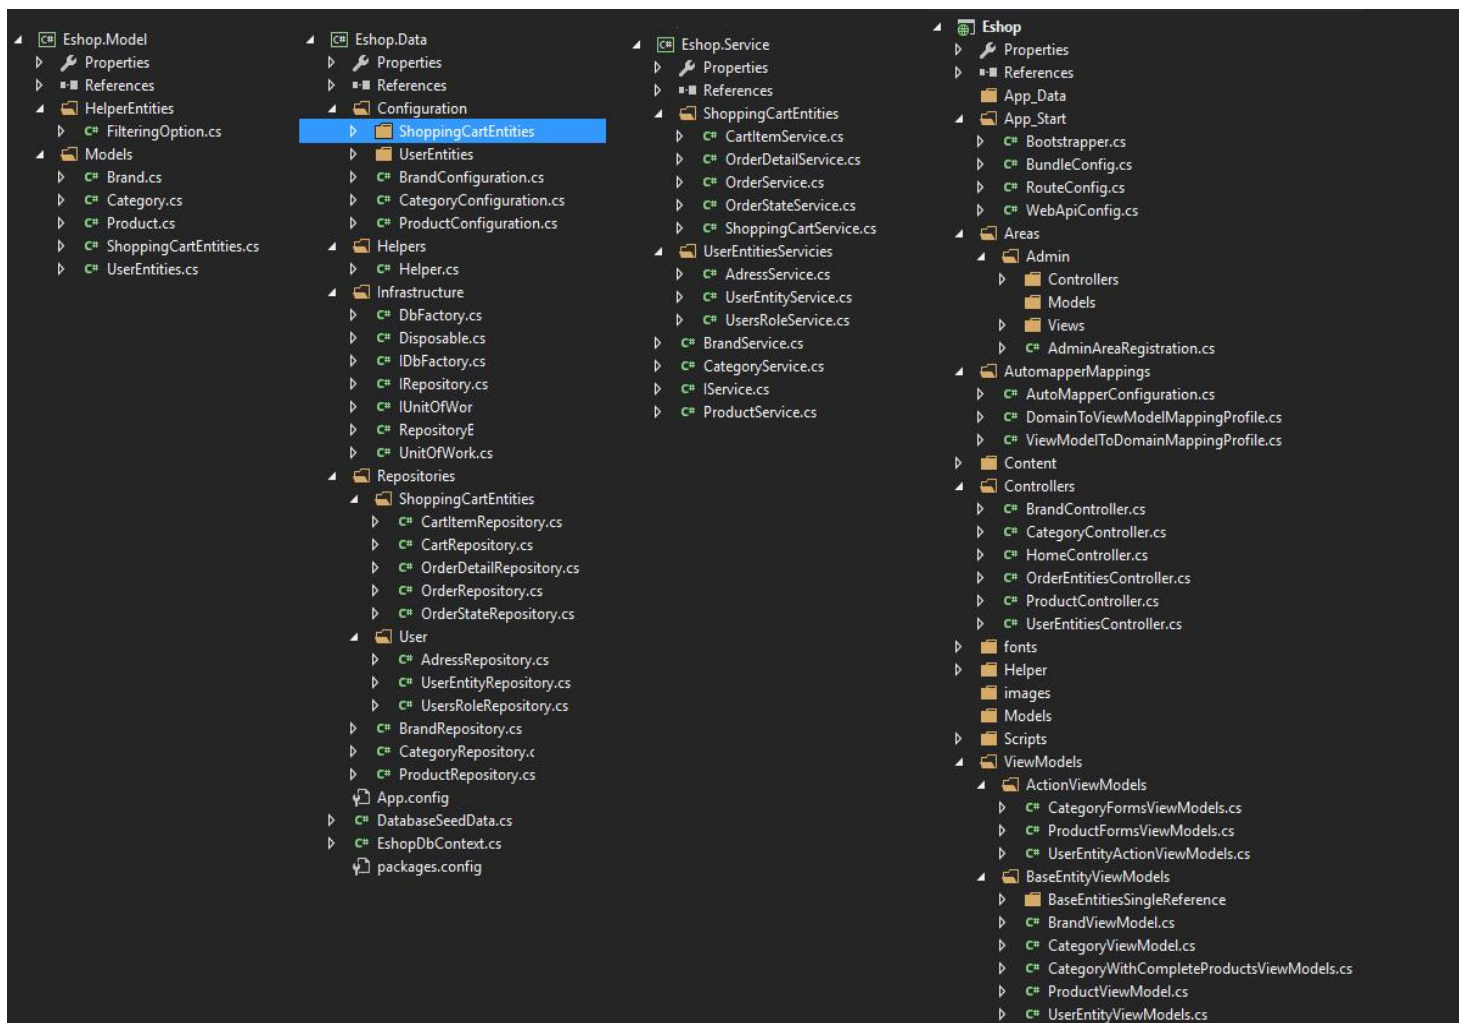 Eshop.Model
Properties
References
HelperEntities
C# FilteringOption.cs
Models
C# Brand.cs
C# Category.cs
C# Product.cs
C# ShoppingCartEntities.cs
C# UserEntities.cs
C# Eshop.Data
Properties
References
Configuration
ShoppingCartEntities
UserEntities
C# BrandConfiguration.cs
C# CategoryConfiguration.cs
C# ProductConfiguration.cs
Helpers
C# Helper.cs
Infrastructure
C# DbFactory.cs
C# Disposable.cs
C# IDbFactory.cs
C# IRepository.cs
C# IUnitOfWor
C# RepositoryE
C# UnitOfWork.cs
Repositories
ShoppingCartEntities
C# CartItemRepository.cs
C# CartRepository.cs
C# OrderDetailRepository.cs
C# OrderRepository.cs
C# OrderStateRepository.cs
User
C# AdressRepository.cs
C# UserEntityRepository.cs
C# UsersRoleRepository.cs
C# BrandRepository.cs
C# CategoryRepository.c
C# ProductRepository.cs
App.config
C# DatabaseSeedData.cs
C# EshopDbContext.cs
packages.config
C# Eshop.Service
Properties
References
ShoppingCartEntities
C# CartItemService.cs
C# OrderDetailService.cs
C# OrderService.cs
C# OrderStateService.cs
C# ShoppingCartService.cs
UserEntitiesServicies
C# AdressService.cs
C# UserEntityService.cs
C# UsersRoleService.cs
C# BrandService.cs
C# CategoryService.cs
C# IService.cs
C# ProductService.cs
Eshop
Properties
References
App_Data
App_Start
C# Bootstrapper.cs
C# BundleConfig.cs
C# RouteConfig.cs
C# WebApiConfig.cs
Areas
Admin
Controllers
Models
Views
C# AdminAreaRegistration.cs
AutomapperMappings
C# AutoMapperConfiguration.cs
C# DomainToViewModelMappingProfile.cs
C# ViewModelToDomainMappingProfile.cs
Content
Controllers
C# BrandController.cs
C# CategoryController.cs
C# HomeController.cs
C# OrderEntitiesController.cs
C# ProductController.cs
C# UserEntitiesController.cs
fonts
Helper
images
Models
Scripts
ViewModels
ActionViewModels
C# CategoryFormsViewModels.cs
C# ProductFormsViewModels.cs
C# UserEntityActionViewModels.cs
BaseEntityViewModels
BaseEntitiesSingleReference
C# BrandViewModel.cs
C# CategoryViewModel.cs
C# CategoryWithCompleteProductsViewModels.cs
C# ProductViewModel.cs
C# UserEntityViewModels.cs